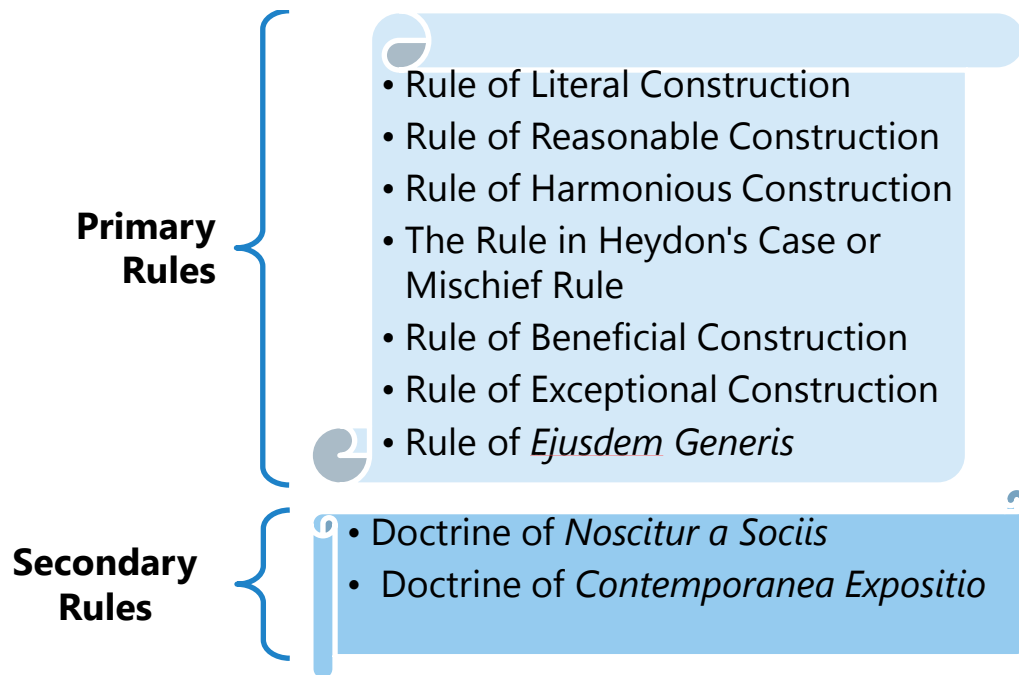 Primary
Rules
• Rule of Literal Construction
• Rule of Reasonable Construction
• Rule of Harmonious Construction
• The Rule in Heydon's Case or
Mischief Rule
• Rule of Beneficial Construction
• Rule of Exceptional Construction
• Rule of Ejusdem Generis
Secondary
Rules
• Doctrine of Noscitur a Sociis
• Doctrine of Contemporanea Expositio